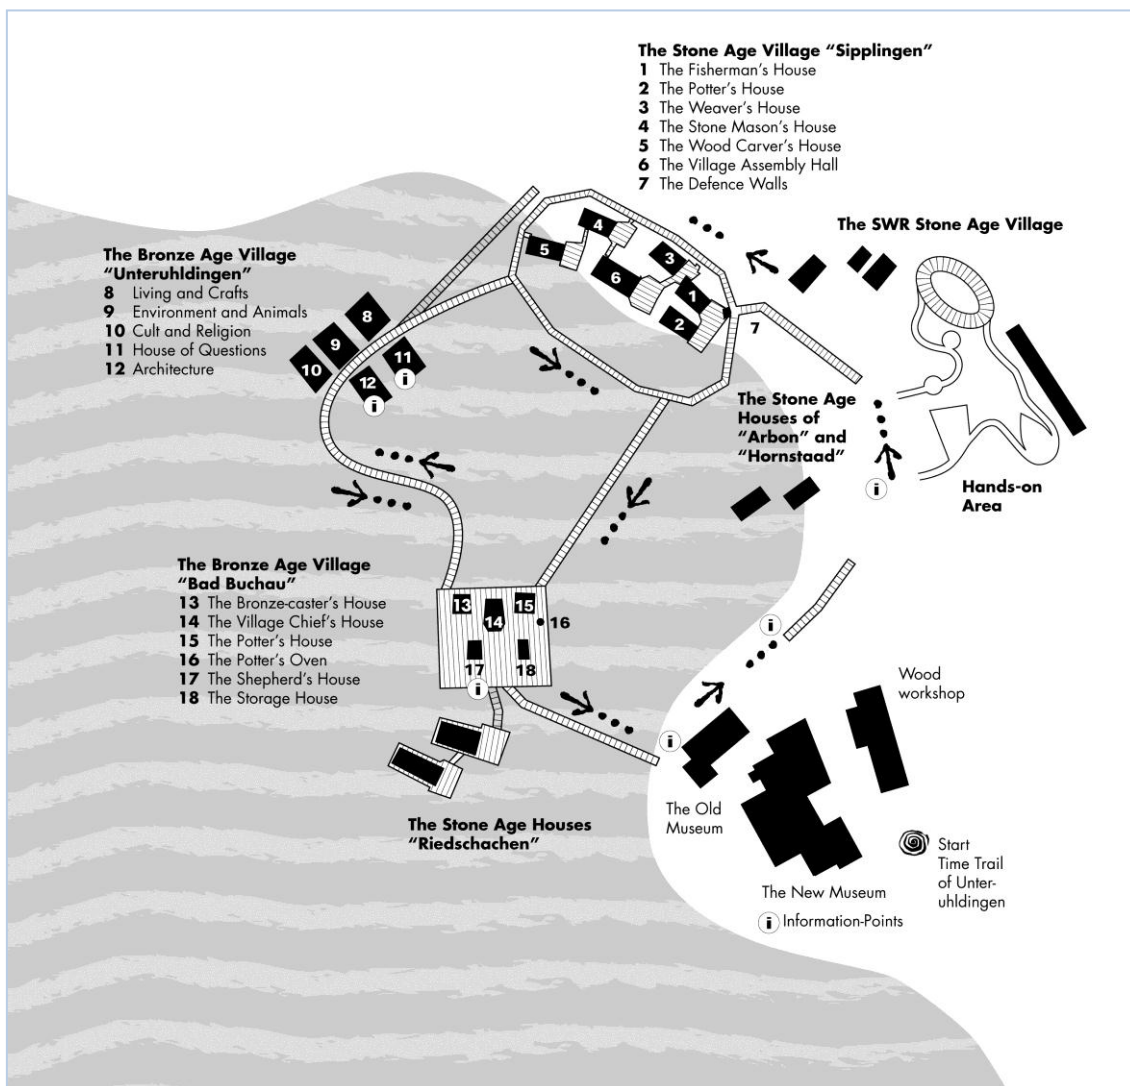 The Stone Age Village “Sipplingen”
1 The Fisherman’s House
2 The Potter’s House
3 The Weaver’s House
4 The Stone Mason’s House
5 The Wood Carver’s House
6 The Village Assembly Hall
7 The Defence Walls
The SWR Stone Age Village
The Bronze Age Village
“Unteruhldingen”
8 Living and Crafts
9 Environment and Animals
10 Cult and Religion
11 House of Questions
12 Architecture
4
5
3
6
1
2
7
8
9
10
11
i
12
i
The Stone Age
Houses of
“Arbon” and
“Hornstaad”
i
Hands-on
Area
The Bronze Age Village
“Bad Buchau”
13 The Bronze-caster’s House
14 The Village Chief’s House
15 The Potter’s House
16 The Potter’s Oven
17 The Shepherd’s House
18 The Storage House
13
14
15
16
17
18
i
i
i
Wood
workshop
The Old
Museum
The Stone Age Houses
“Riedschachen”
The New Museum
Start
Time Trail
of Unter-
uhldingen
i Information-Points